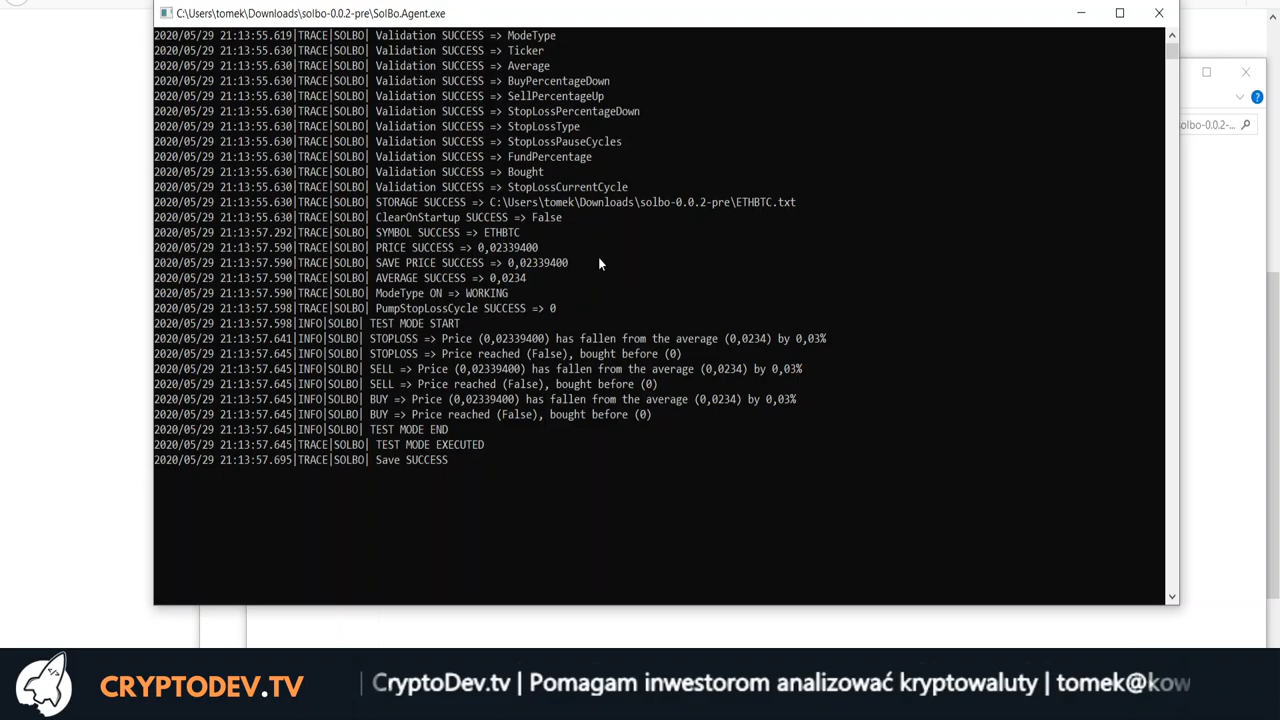 C:\Users\tomek\Downloads\solbo-0.0.2-pre\SolBo.Agent.exe
2020/05/29 21:13:55.619|TRACE|SOLBO| Validation SUCCESS => ModeType
2020/05/29 21:13:55.630|TRACE|SOLBO| Validation SUCCESS => Ticker
2020/05/29 21:13:55.630|TRACE|SOLBO| Validation SUCCESS => Average
2020/05/29 21:13:55.630|TRACE|SOLBO| Validation SUCCESS => BuyPercentageDown
2020/05/29 21:13:55.630|TRACE|SOLBO| Validation SUCCESS => SellPercentageUp
2020/05/29 21:13:55.630|TRACE|SOLBO| Validation SUCCESS => StopLossPercentageDown
2020/05/29 21:13:55.630|TRACE|SOLBO| Validation SUCCESS => StopLossType
2020/05/29 21:13:55.630|TRACE|SOLBO| Validation SUCCESS => StopLossPauseCycles
2020/05/29 21:13:55.630|TRACE|SOLBO| Validation SUCCESS => FundPercentage
2020/05/29 21:13:55.630|TRACE|SOLBO| Validation SUCCESS => Bought
2020/05/29 21:13:55.630|TRACE|SOLBO| Validation SUCCESS => StopLossCurrentCycle
2020/05/29 21:13:55.630|TRACE|SOLBO| STORAGE SUCCESS => C:\Users\tomek\Downloads\solbo-0.0.2-pre\ETHBTC.txt
2020/05/29 21:13:55.630|TRACE|SOLBO| ClearOnStartup SUCCESS => False
2020/05/29 21:13:57.292|TRACE|SOLBO| SYMBOL SUCCESS => ETHBTC
2020/05/29 21:13:57.590|TRACE|SOLBO| PRICE SUCCESS => 0,02339400
2020/05/29 21:13:57.590|TRACE|SOLBO| SAVE PRICE SUCCESS => 0,02339400
2020/05/29 21:13:57.590|TRACE|SOLBO| AVERAGE SUCCESS => 0,0234
2020/05/29 21:13:57.590|TRACE|SOLBO| ModeType ON => WORKING
2020/05/29 21:13:57.598|TRACE|SOLBO| PumpStopLossCycle SUCCESS => 0
2020/05/29 21:13:57.598|INFO|SOLBO| TEST MODE START
2020/05/29 21:13:57.641|INFO|SOLBO| STOPLOSS => Price (0,02339400) has fallen from the average (0,0234) by 0,03%
2020/05/29 21:13:57.645|INFO|SOLBO| STOPLOSS => Price reached (False), bought before (0)
2020/05/29 21:13:57.645|INFO|SOLBO| SELL => Price (0,02339400) has fallen from the average (0,0234) by 0,03%
2020/05/29 21:13:57.645|INFO|SOLBO| SELL => Price reached (False), bought before (0)
2020/05/29 21:13:57.645|INFO|SOLBO| BUY => Price (0,02339400) has fallen from the average (0,0234) by 0,03%
2020/05/29 21:13:57.645|INFO|SOLBO| BUY => Price reached (False), bought before (0)
2020/05/29 21:13:57.645|INFO|SOLBO| TEST MODE END
2020/05/29 21:13:57.645|TRACE|SOLBO| TEST MODE EXECUTED
2020/05/29 21:13:57.695|TRACE|SOLBO| Save SUCCESS
olbo-0.0.2-...
CRYPTODEV.TV
| CryptoDev.tv | Pomagam inwestorom analizować kryptowaluty | tomek@kow